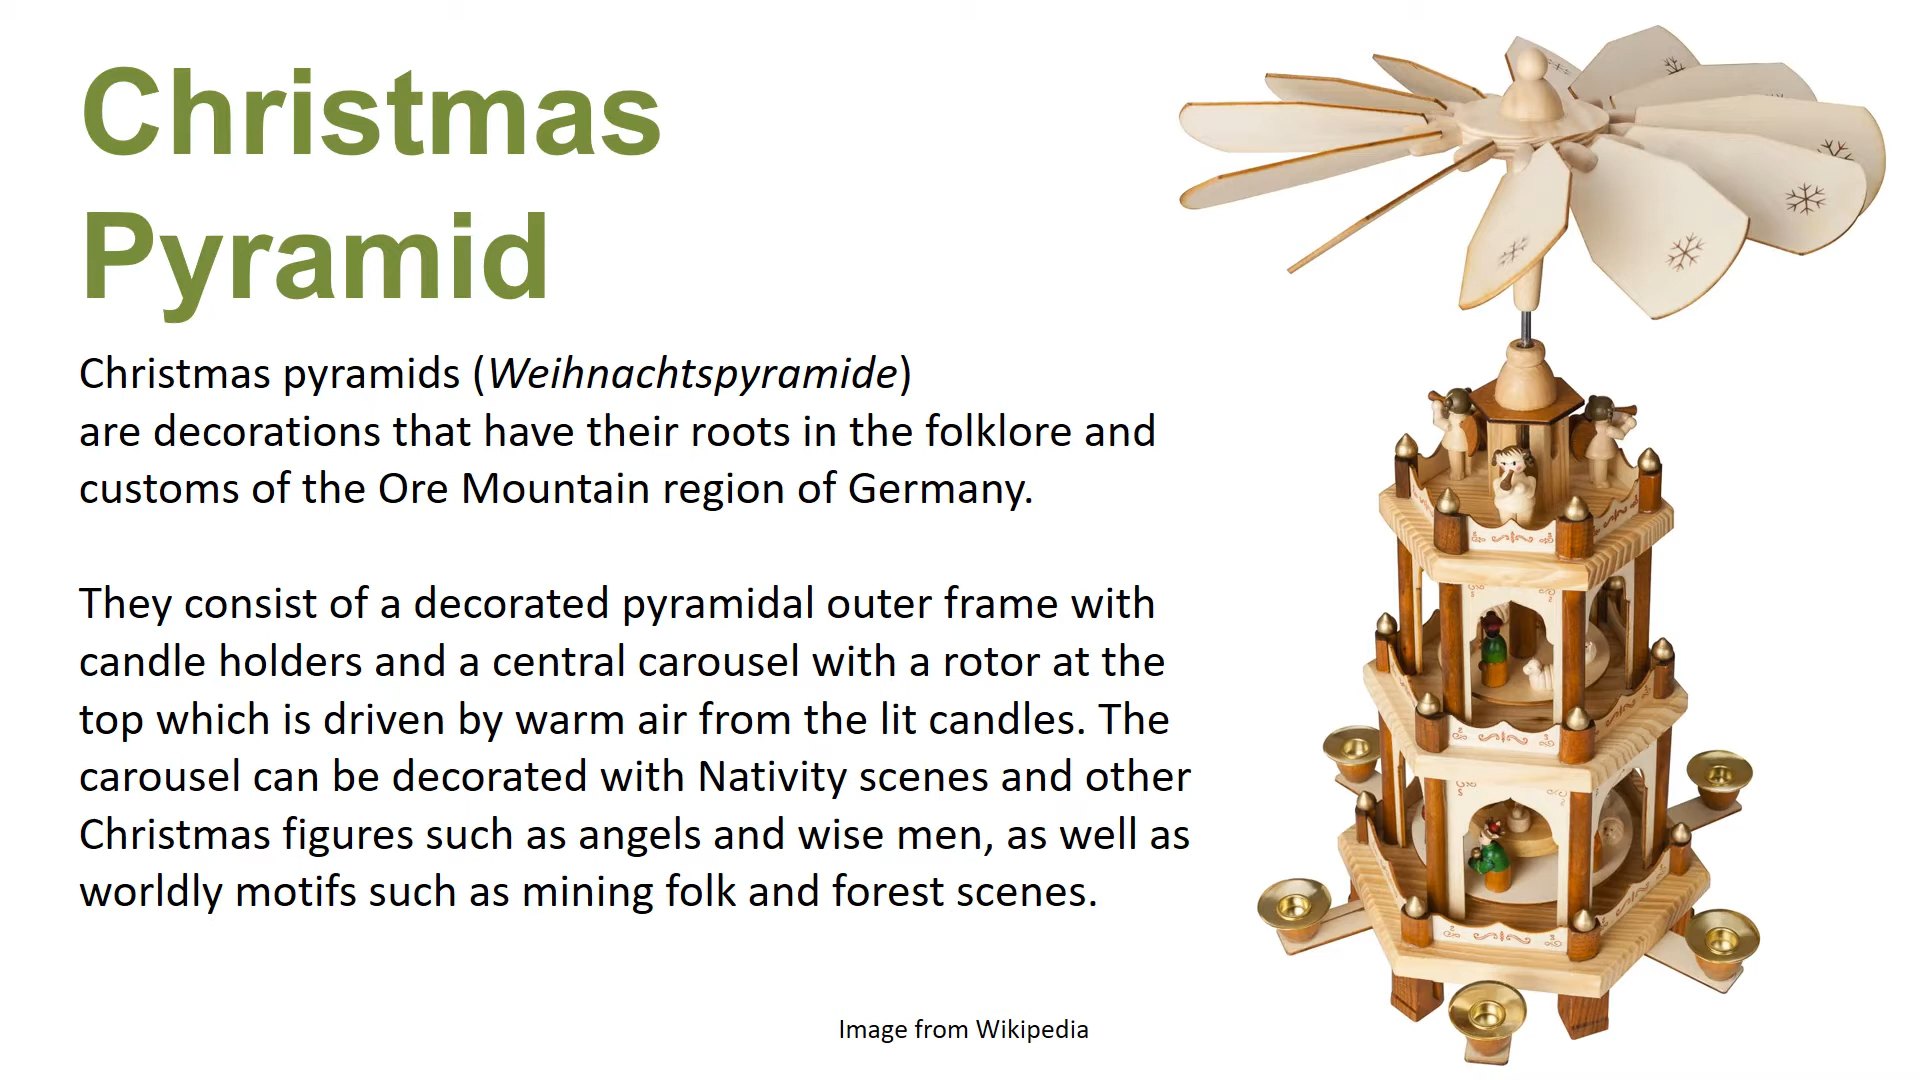 Christmas
Pyramid
Christmas pyramids (Weihnachtspyramide)
are decorations that have their roots in the folklore and
customs of the Ore Mountain region of Germany.
They consist of a decorated pyramidal outer frame with
candle holders and a central carousel with a rotor at the
top which is driven by warm air from the lit candles. The
carousel can be decorated with Nativity scenes and other
Christmas figures such as angels and wise men, as well as
worldly motifs such as mining folk and forest scenes.
Image from Wikipedia